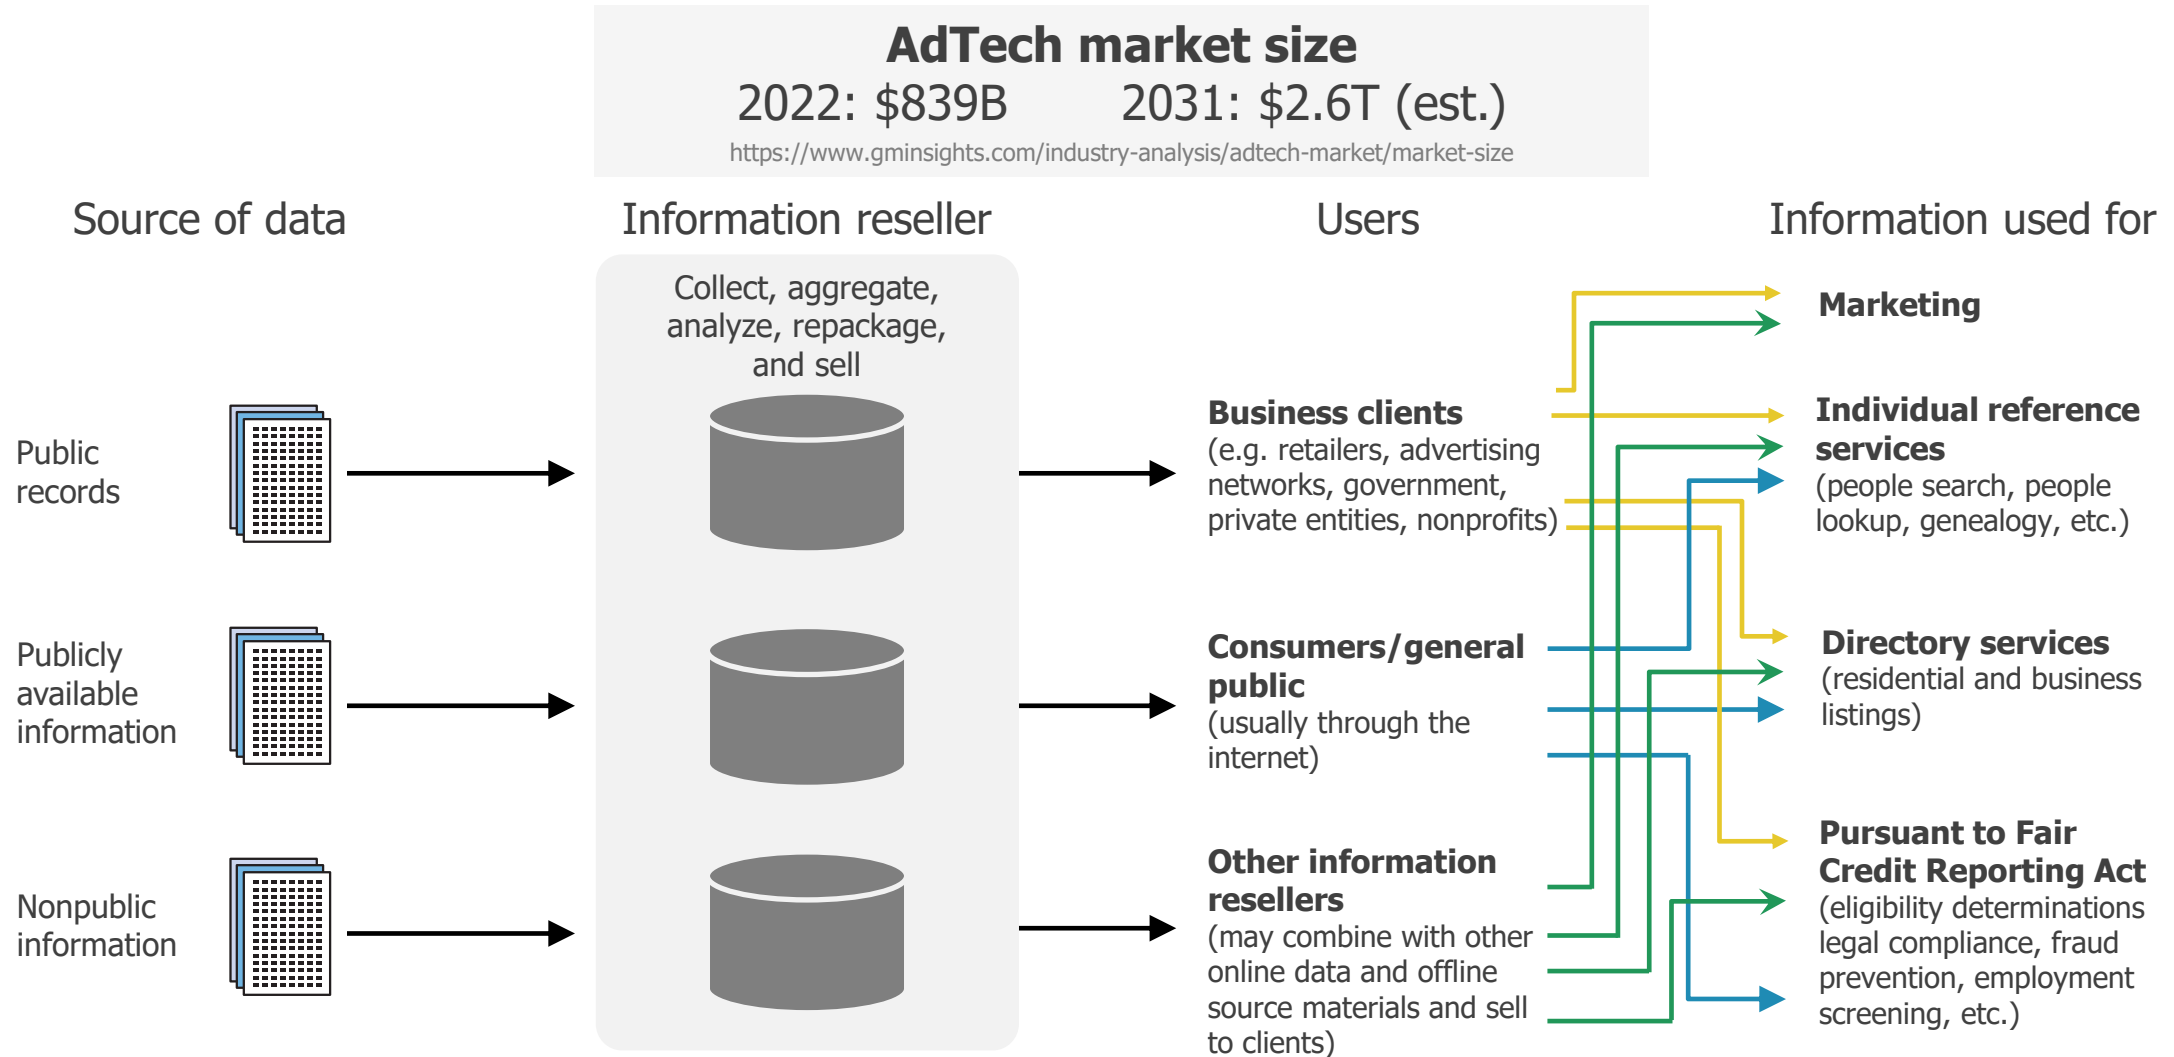 AdTech market size
2022: $839B 2031: $2.6T (est.)
https://www.gminsights.com/industry-analysis/adtech-market/market-size
Source of data
Information reseller
Users
Information used for
Collect, aggregate,
analyze, repackage,
and sell
Public
records
Publicly
available
information
Nonpublic
information
Business clients
(e.g. retailers, advertising
networks, government,
private entities, nonprofits)
Consumers/general
public
(usually through the
internet)
Other information
resellers
(may combine with other
online data and offline
source materials and sell
to clients)
Marketing
Individual reference
services
(people search, people
lookup, genealogy, etc.)
Directory services
(residential and business
listings)
Pursuant to Fair
Credit Reporting Act
(eligibility determinations
legal compliance, fraud
prevention, employment
screening, etc.)